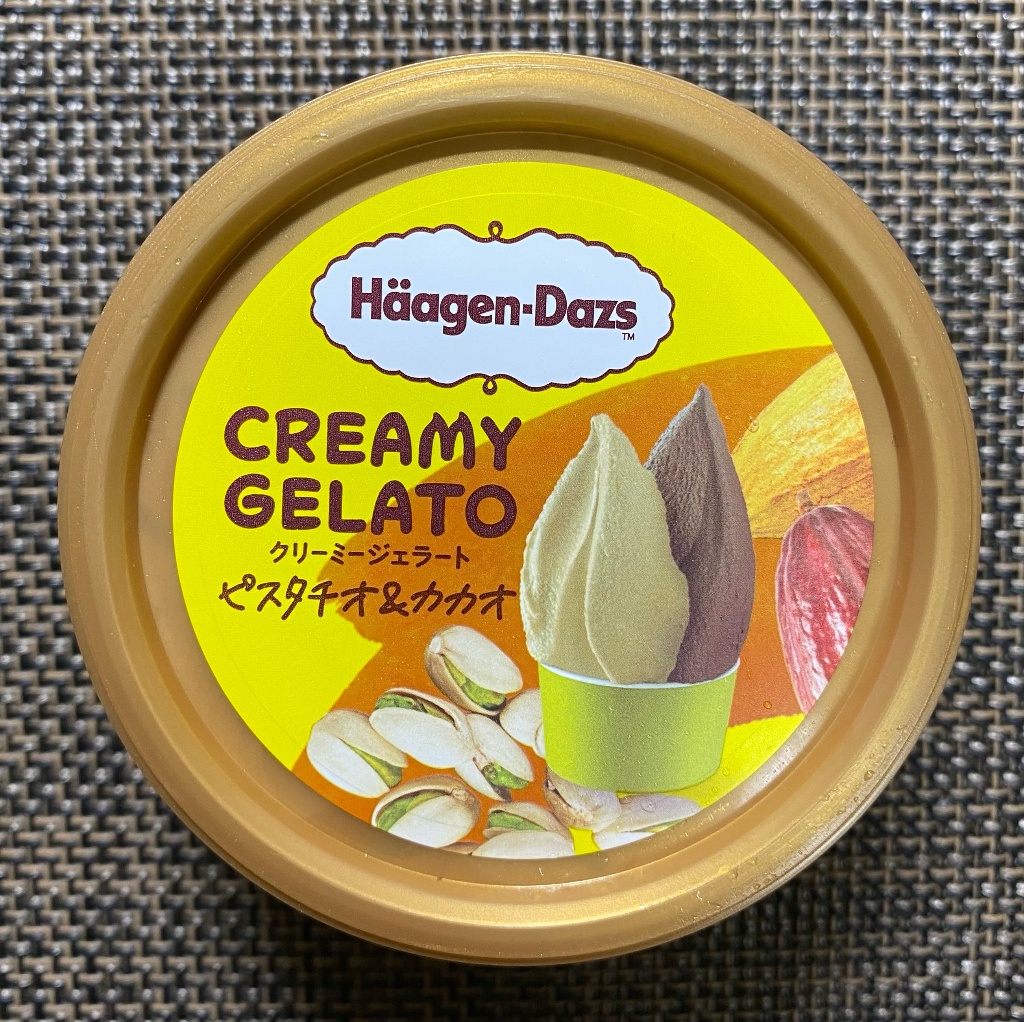 Häagen-Dazs
TM
CREAMY
GELATO
クリーミージェラート
ピスタチオ&カカオ